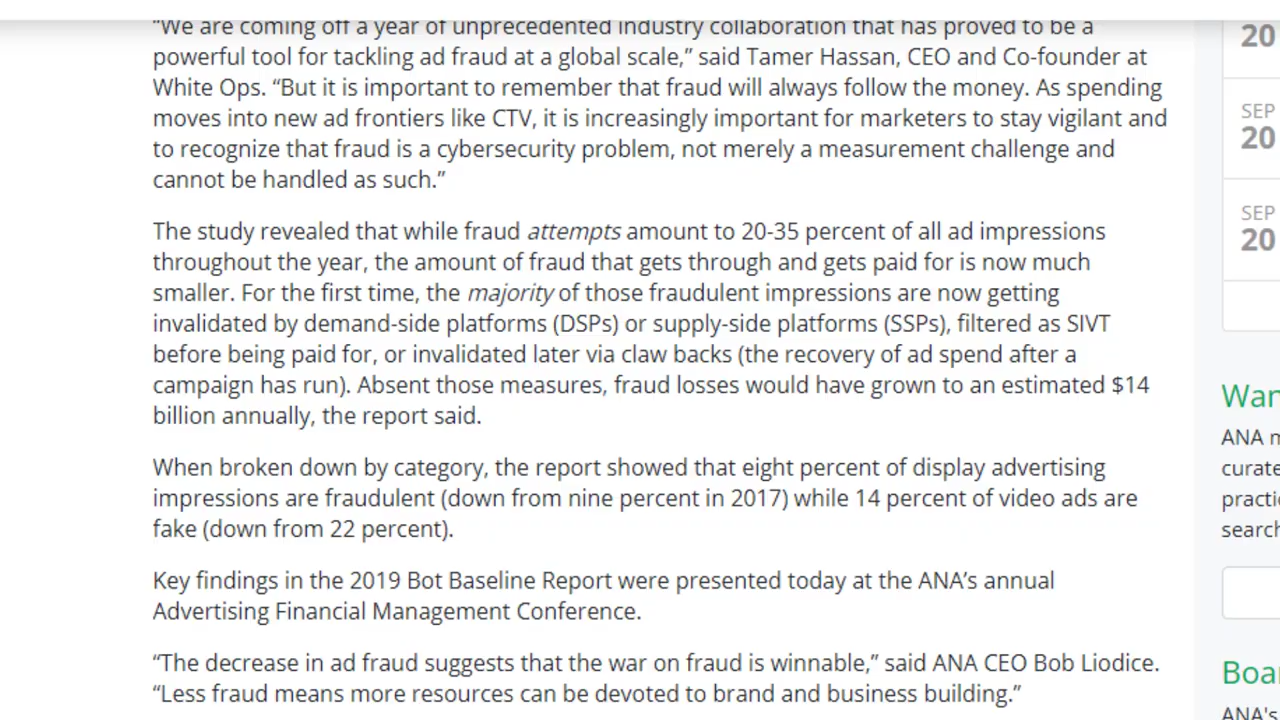 “We are coming off a year of unprecedented industry collaboration that has proved to be a
powerful tool for tackling ad fraud at a global scale,” said Tamer Hassan, CEO and Co-founder at
White Ops. “But it is important to remember that fraud will always follow the money. As spending
moves into new ad frontiers like CTV, it is increasingly important for marketers to stay vigilant and
to recognize that fraud is a cybersecurity problem, not merely a measurement challenge and
cannot be handled as such.”
The study revealed that while fraud attempts amount to 20-35 percent of all ad impressions
throughout the year, the amount of fraud that gets through and gets paid for is now much
smaller. For the first time, the majority of those fraudulent impressions are now getting
invalidated by demand-side platforms (DSPs) or supply-side platforms (SSPs), filtered as SIVT
before being paid for, or invalidated later via claw backs (the recovery of ad spend after a
campaign has run). Absent those measures, fraud losses would have grown to an estimated $14
billion annually, the report said.
When broken down by category, the report showed that eight percent of display advertising
impressions are fraudulent (down from nine percent in 2017) while 14 percent of video ads are
fake (down from 22 percent).
Key findings in the 2019 Bot Baseline Report were presented today at the ANA’s annual
Advertising Financial Management Conference.
“The decrease in ad fraud suggests that the war on fraud is winnable,” said ANA CEO Bob Liodice.
“Less fraud means more resources can be devoted to brand and business building.”
20
SEP
20
SEP
20
ANA
ANA's